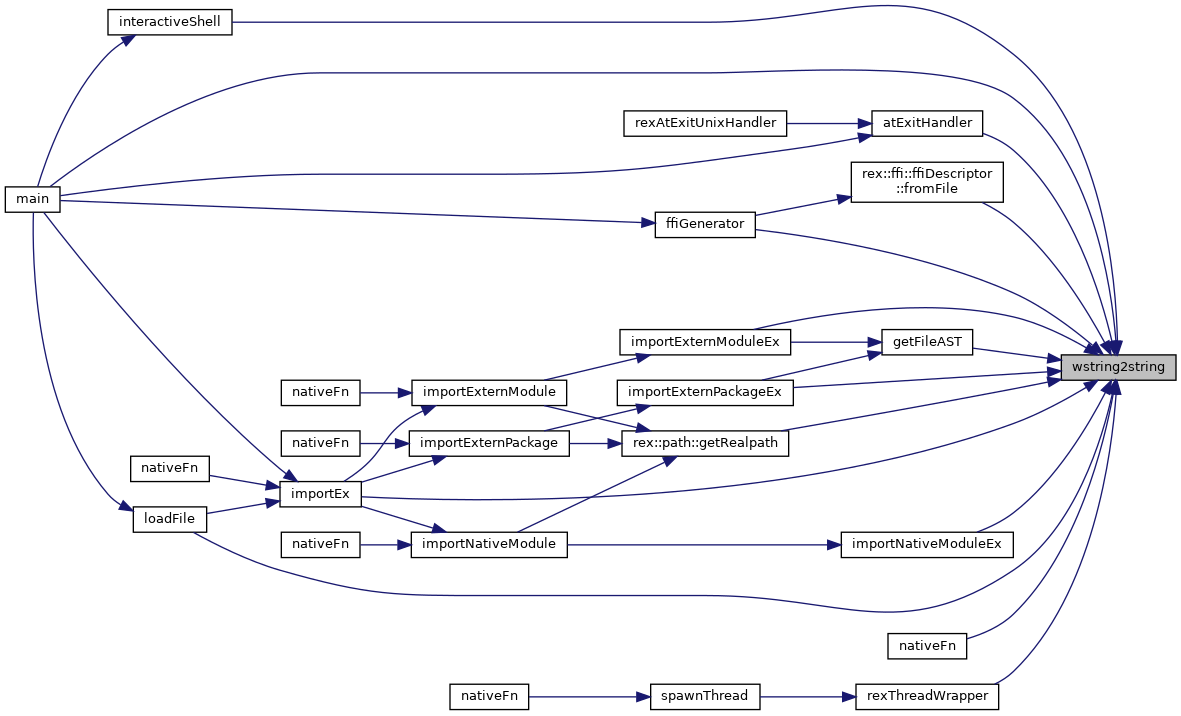 interactiveShell
rexAtExitUnixHandler
atExitHandler
rex::ffi::ffiDescriptor
::fromFile
main
ffiGenerator
importExternModuleEx
getFileAST
wstring2string
nativeFn
importExternModule
importExternPackageEx
nativeFn
importExternPackage
rex::path::getRealpath
nativeFn
importEx
loadFile
nativeFn
importNativeModule
importNativeModuleEx
nativeFn
nativeFn
spawnThread
rexThreadWrapper